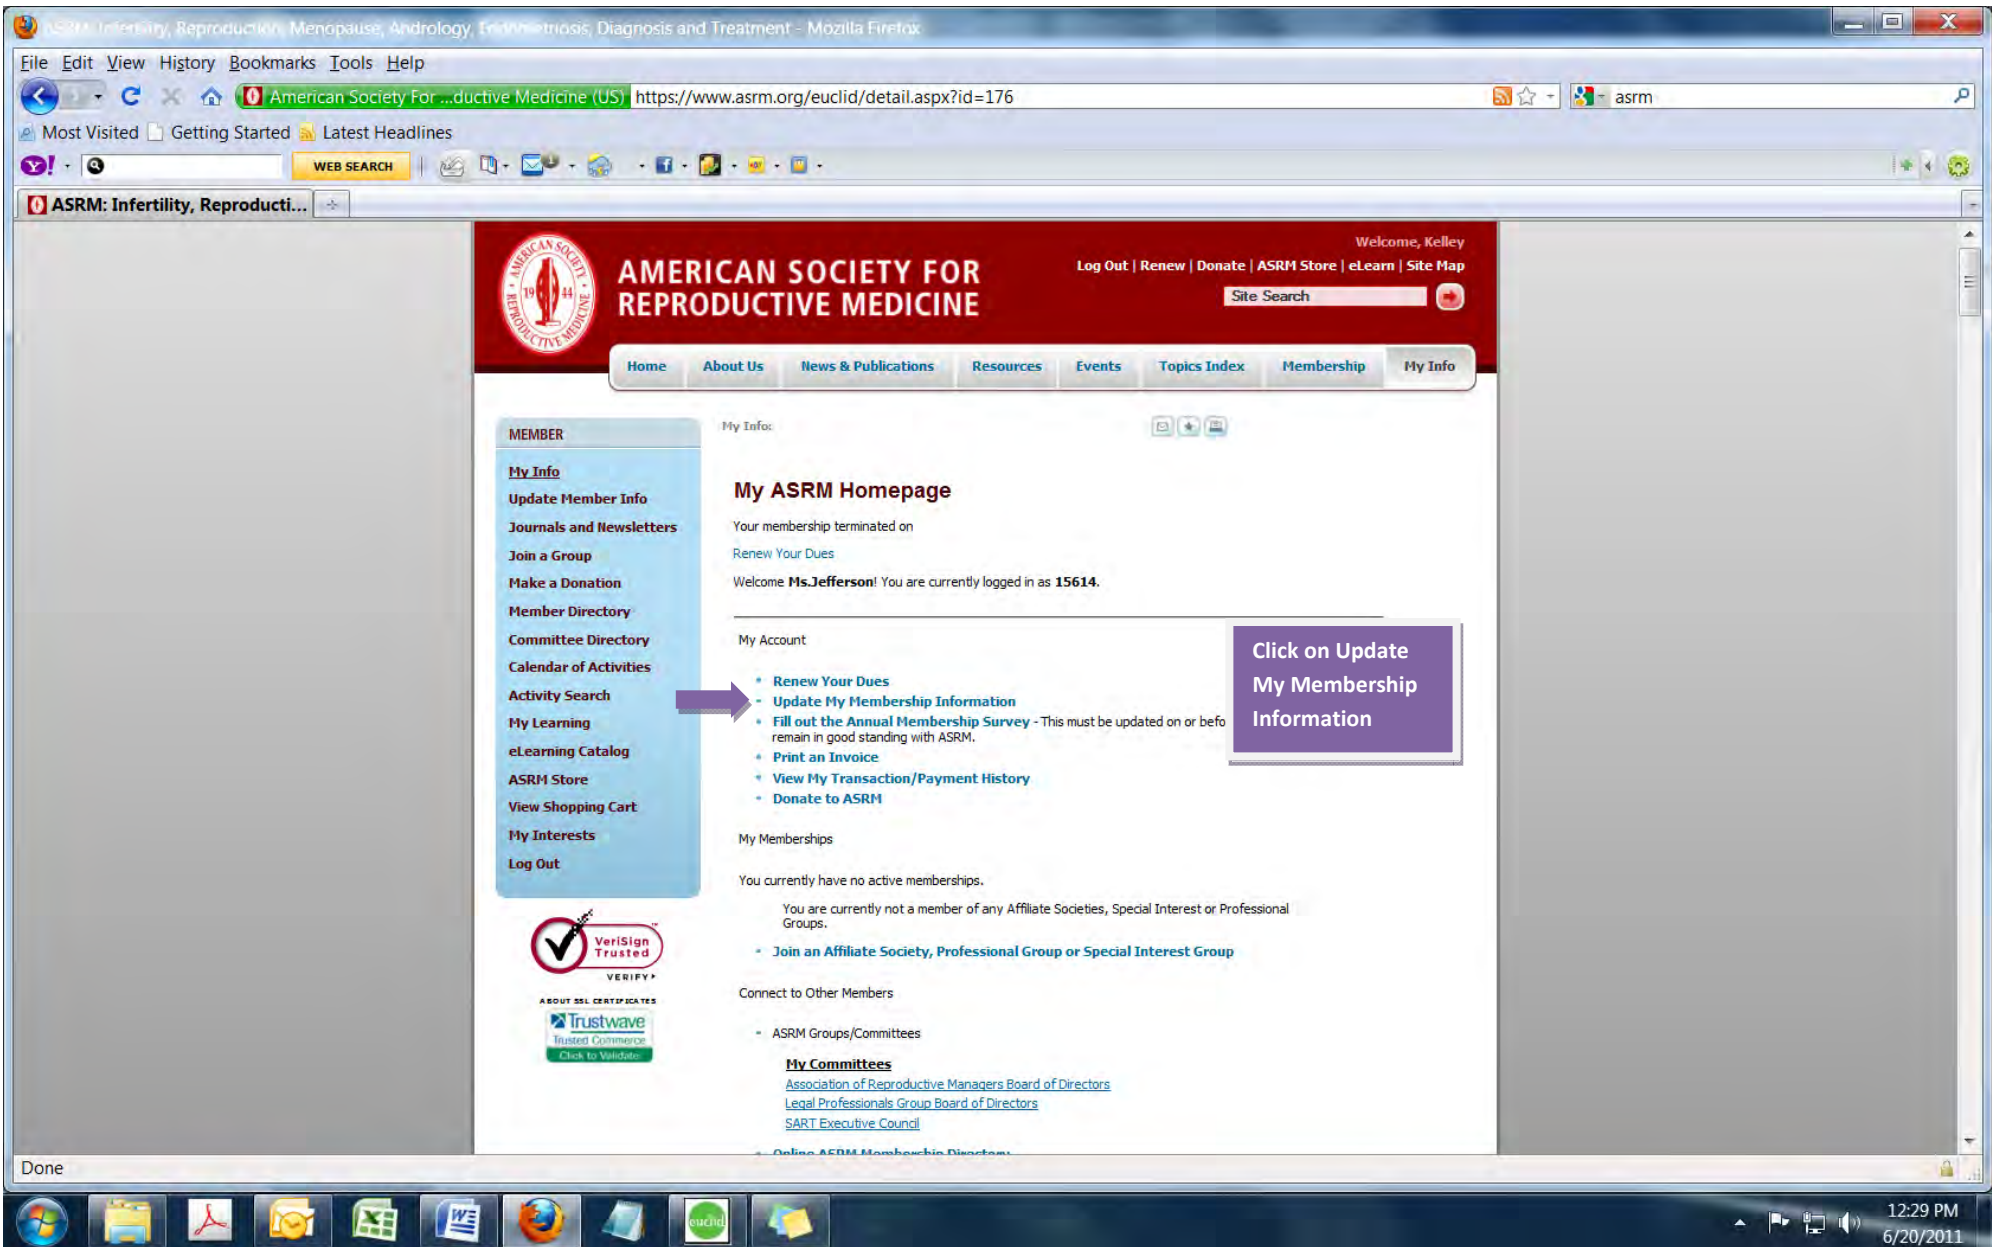 ASRM: Infertility, Reproduction, Menopause, Andrology, Endometriosis, Diagnosis and Treatment - Mozilla Firefox
File Edit View History Bookmarks Tools Help
American Society For ...ductive Medicine (US) https://www.asrm.org/euclid/detail.aspx?id=176 asrm
Most Visited Getting Started Latest Headlines
WEB SEARCH
ASRM: Infertility, Reproducti...
AMERICAN SOCIETY FOR
REPRODUCTIVE MEDICINE
AMERICAN SOCIETY
REPRODUCTIVE MEDICINE
19 44
Welcome, Kelley
Log Out | Renew | Donate | ASRM Store | eLearn | Site Map
Site Search
Home About Us News & Publications Resources Events Topics Index Membership My Info
MEMBER
My Info
Update Member Info
Journals and Newsletters
Join a Group
Make a Donation
Member Directory
Committee Directory
Calendar of Activities
Activity Search
My Learning
eLearning Catalog
ASRM Store
View Shopping Cart
My Interests
Log Out
VeriSign
Trusted
VERIFY
ABOUT SSL CERTIFICATES
Trustwave
Trusted Commerce
Click to Validate
My Info:
My ASRM Homepage
Your membership terminated on
Renew Your Dues
Welcome Ms.Jefferson! You are currently logged in as 15614.
My Account
Renew Your Dues
Update My Membership Information
Fill out the Annual Membership Survey - This must be updated on or befo
remain in good standing with ASRM.
Print an Invoice
View My Transaction/Payment History
Donate to ASRM
Click on Update
My Membership
Information
My Memberships
You currently have no active memberships.
You are currently not a member of any Affiliate Societies, Special Interest or Professional
Groups.
Join an Affiliate Society, Professional Group or Special Interest Group
Connect to Other Members
ASRM Groups/Committees
My Committees
Association of Reproductive Managers Board of Directors
Legal Professionals Group Board of Directors
SART Executive Council
Online ASRM Membership Directory
Done
euclid
12:29 PM
6/20/2011